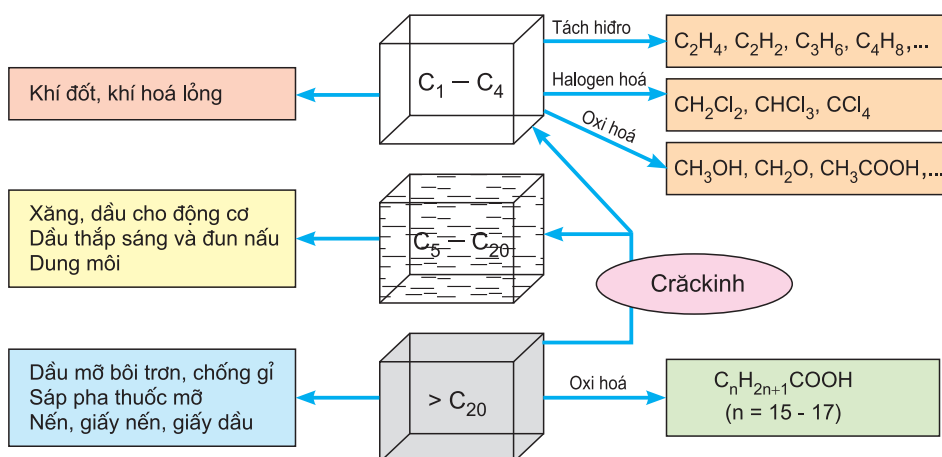 Tách hiđro
C₂H₄, C₂H₂, C₃H₆, C₄H₈,...
Khí đốt, khí hoá lỏng
C₁ – C₄
Halogen hoá
CH₂Cl₂, CHCl₃, CCl₄
Oxi hoá
CH₃OH, CH₂O, CH₃COOH,...
Xăng, dầu cho động cơ
Dầu thắp sáng và đun nấu
Dung môi
C₅ – C₂₀
Crăckinh
Dầu mỡ bôi trơn, chống gỉ
Sáp pha thuốc mỡ
Nến, giấy nến, giấy dầu
> C₂₀
Oxi hoá
CₙH₂ₙ₊₁COOH
(n = 15 - 17)